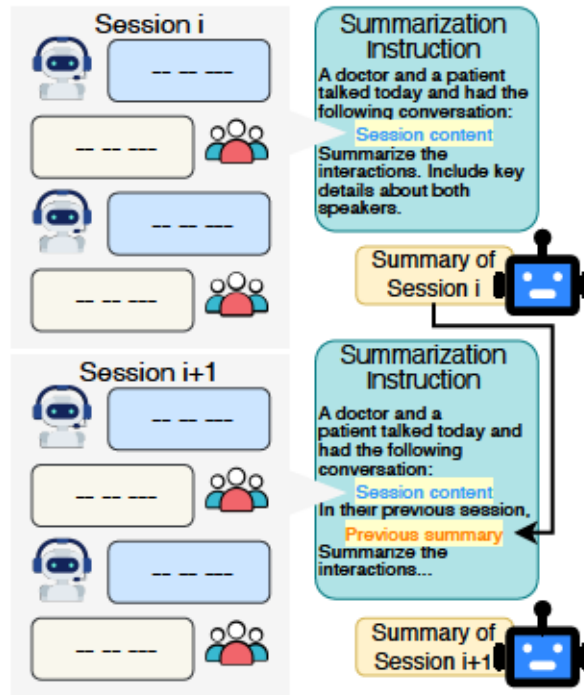 Session i
-- -- ---
-- -- ---
-- -- ---
-- -- ---
Summarization
Instruction
A doctor and a patient
talked today and had the
following conversation:
Session content
Summarize the
interactions. Include key
details about both
speakers.
Summary of
Session i
Session i+1
-- -- ---
-- -- ---
-- -- ---
-- -- ---
Summarization
Instruction
A doctor and a
patient talked today and
had the following
conversation:
Session content
In their previous session,
Previous summary
Summarize the
interactions...
Summary of
Session i+1